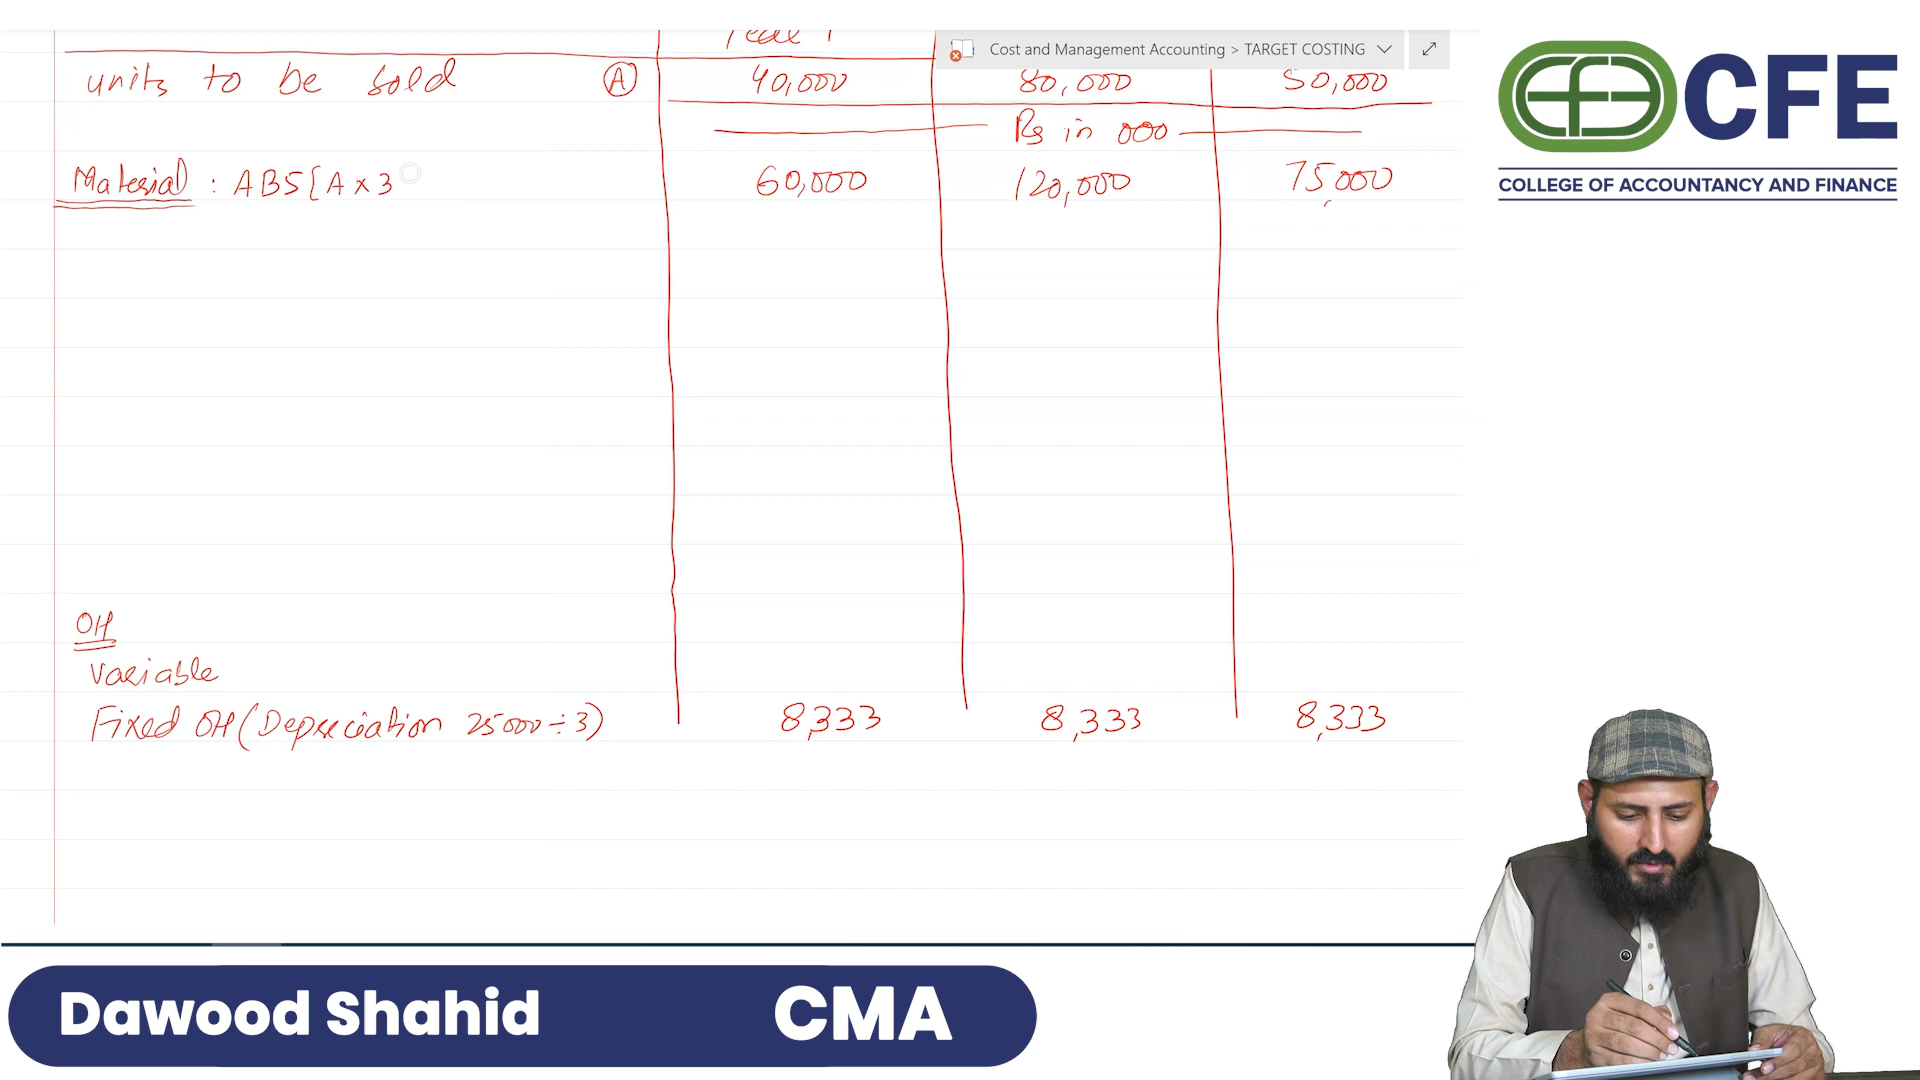 Year 1
Cost and Management Accounting > TARGET COSTING
units to be sold A 40,000 80,000 50,000
Rs in 000
Material : ABS[A x 3 60,000 120,000 75,000
OH
Variable
Fixed OH (Depreciation 25000 ÷ 3) 8,333 8,333 8,333
CFE
COLLEGE OF ACCOUNTANCY AND FINANCE
Dawood Shahid CMA